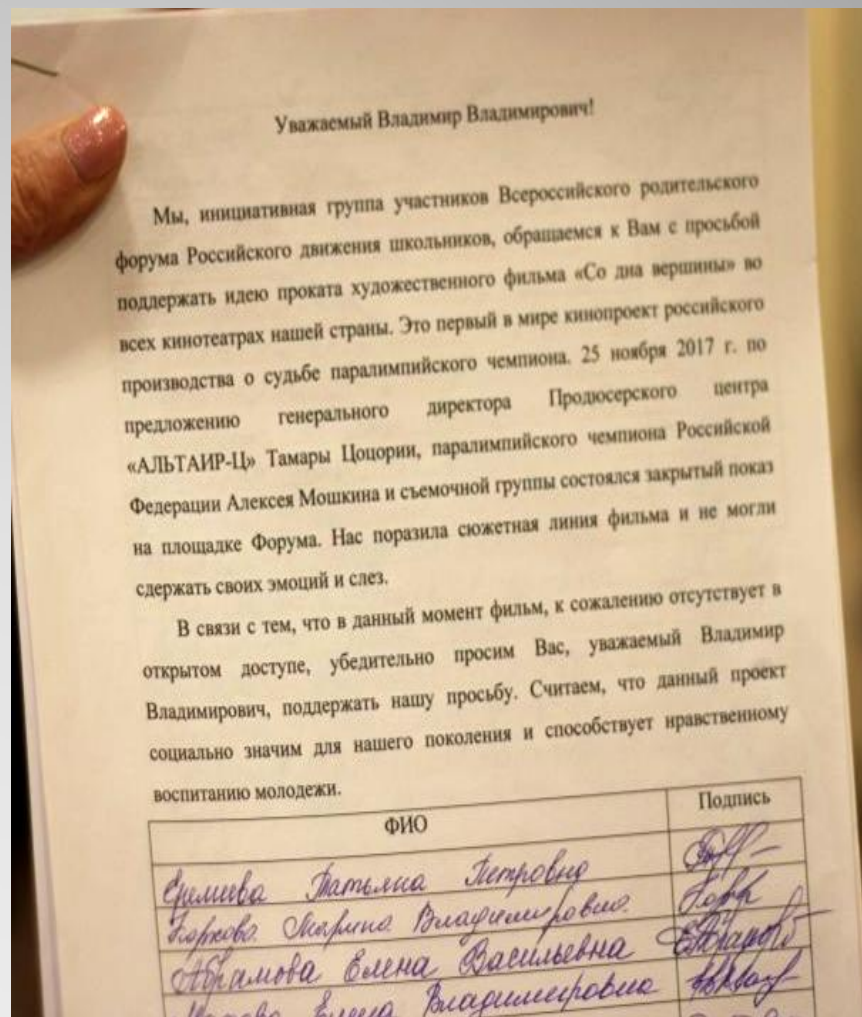 Уважаемый Владимир Владимирович!
Мы, инициативная группа участников Всероссийского родительского
форума Российского движения школьников, обращаемся к Вам с просьбой
поддержать идею проката художественного фильма «Со дна вершины» во
всех кинотеатрах нашей страны. Это первый в мире кинопроект российского
производства о судьбе паралимпийского чемпиона. 25 ноября 2017 г. по
предложению генерального директора Продюсерского центра
«АЛЬТАИР-Ц» Тамары Цоцории, паралимпийского чемпиона Российской
Федерации Алексея Мошкина и съемочной группы состоялся закрытый показ
на площадке Форума. Нас поразила сюжетная линия фильма и не могли
сдержать своих эмоций и слез.
В связи с тем, что в данный момент фильм, к сожалению отсутствует в
открытом доступе, убедительно просим Вас, уважаемый Владимир
Владимирович, поддержать нашу просьбу. Считаем, что данный проект
социально значим для нашего поколения и способствует нравственному
воспитанию молодежи.
ФИО Подпись
Татьяна Петровна
Марина Владимировна
Абрамова Елена Васильевна
Елена Владимировна